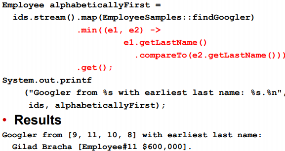 Employee alphabeticallyFirst =
ids.stream().map(EmployeeSamples::findGoogler)
.min((e1, e2) ->
e1.getLastName()
.compareTo(e2.getLastName()))
.get();
System.out.printf
("Googler from %s with earliest last name: %s.%n",
ids, alphabeticallyFirst);
• Results
Googler from [9, 11, 10, 8] with earliest last name:
Gilad Bracha [Employee#11 $600,000].